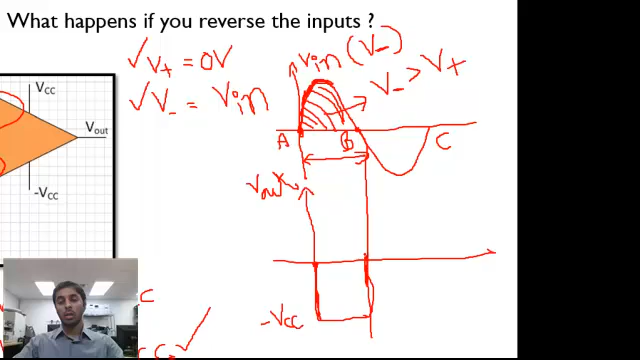 What happens if you reverse the inputs ?
✓ V+ = 0V
✓ V- = Vin
Vin (V-)
V- > V+
VCC
Vout
-VCC
A
B
C
Vout
-VCC
C